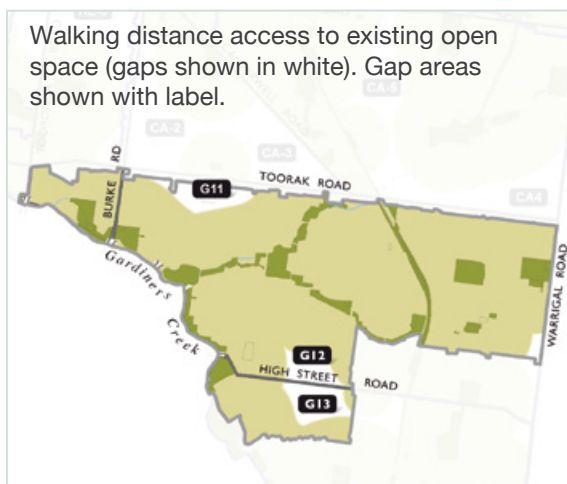 Walking distance access to existing open
space (gaps shown in white). Gap areas
shown with label.
CA-2
CA-3
CA-5
CA4
BURKE RD
G11
TOORAK ROAD
WARRIGAL ROAD
Gardiners Creek
G12
HIGH STREET ROAD
G13